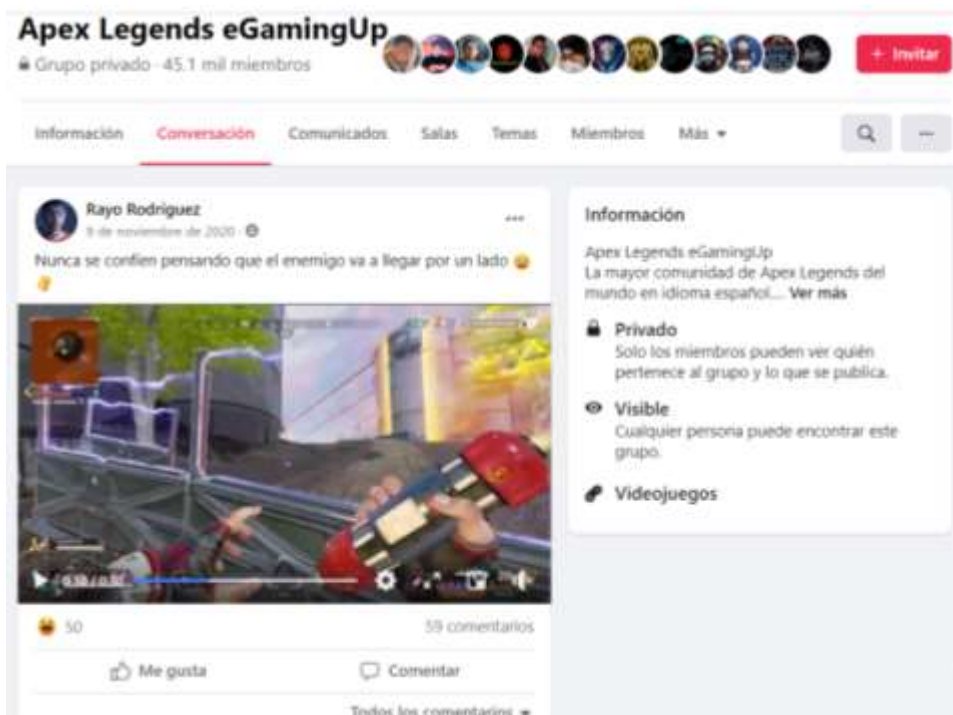 Apex Legends eGamingUp
Grupo privado · 45.1 mil miembros
+ Invitar
Información
Conversación
Comunicados
Salas
Temas
Miembros
Más
Rayo Rodriguez
9 de noviembre de 2020
Nunca se confíen pensando que el enemigo va a llegar por un lado
50
59 comentarios
Me gusta
Comentar
Todos los comentarios
Información
Apex Legends eGamingUp
La mayor comunidad de Apex Legends del
mundo en idioma español... Ver más
Privado
Solo los miembros pueden ver quién
pertenece al grupo y lo que se publica.
Visible
Cualquier persona puede encontrar este
grupo.
Videojuegos